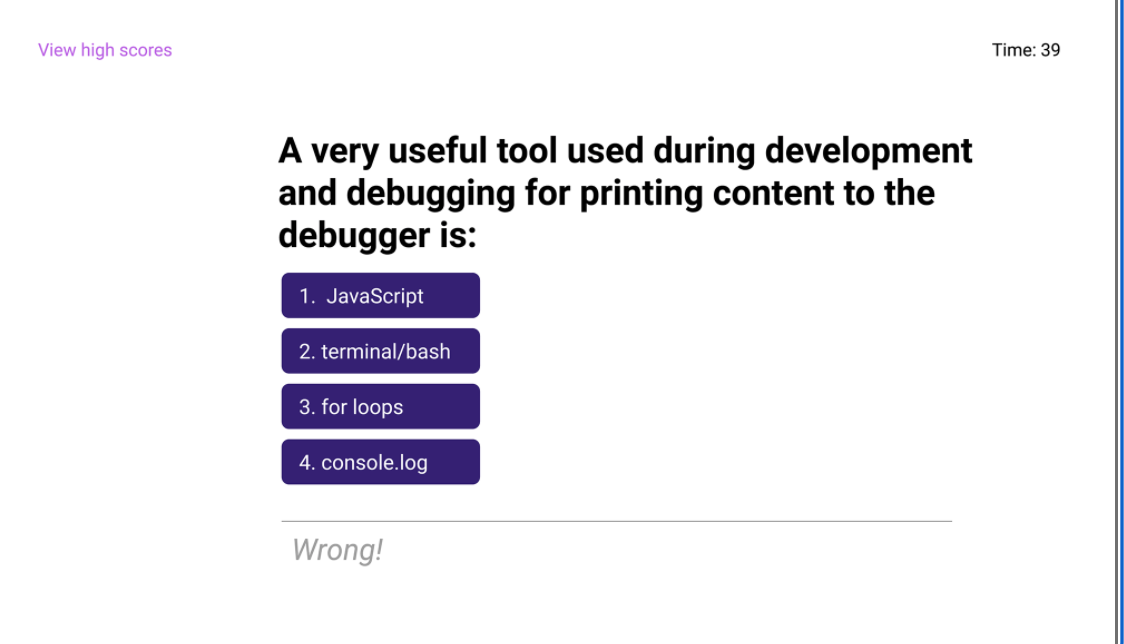 View high scores
Time: 39
A very useful tool used during development
and debugging for printing content to the
debugger is:
1. JavaScript
2. terminal/bash
3. for loops
4. console.log
Wrong!